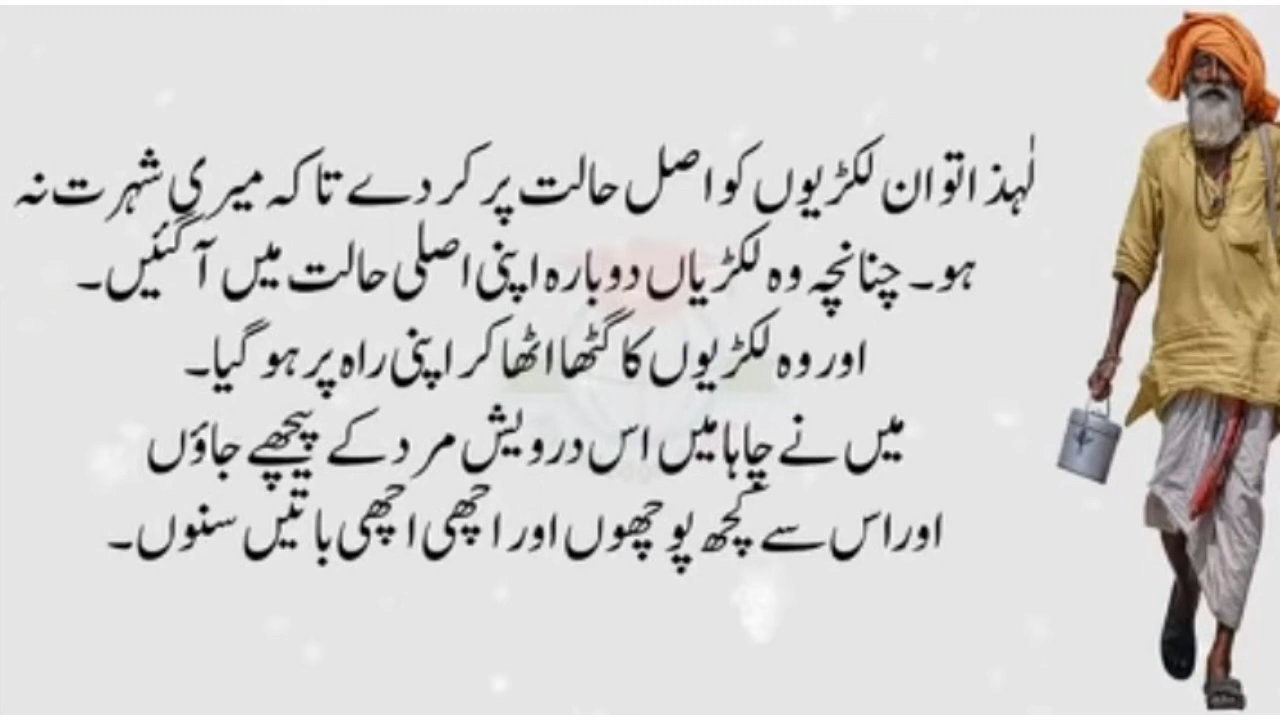 لٰہذا تو ان لکڑیوں کو اصل حالت پر کر دے تا کہ میری شہرت نہ
ہو۔ چنانچہ وہ لکڑیاں دوبارہ اپنی اصلی حالت میں آگئیں۔
اور وہ لکڑیوں کا گٹھا اٹھا کر اپنی راہ پر ہو گیا۔
میں نے چاہا میں اس درویش مرد کے پیچھے جاؤں
اور اس سے کچھ پوچھوں اور اچھی اچھی باتیں سنوں۔